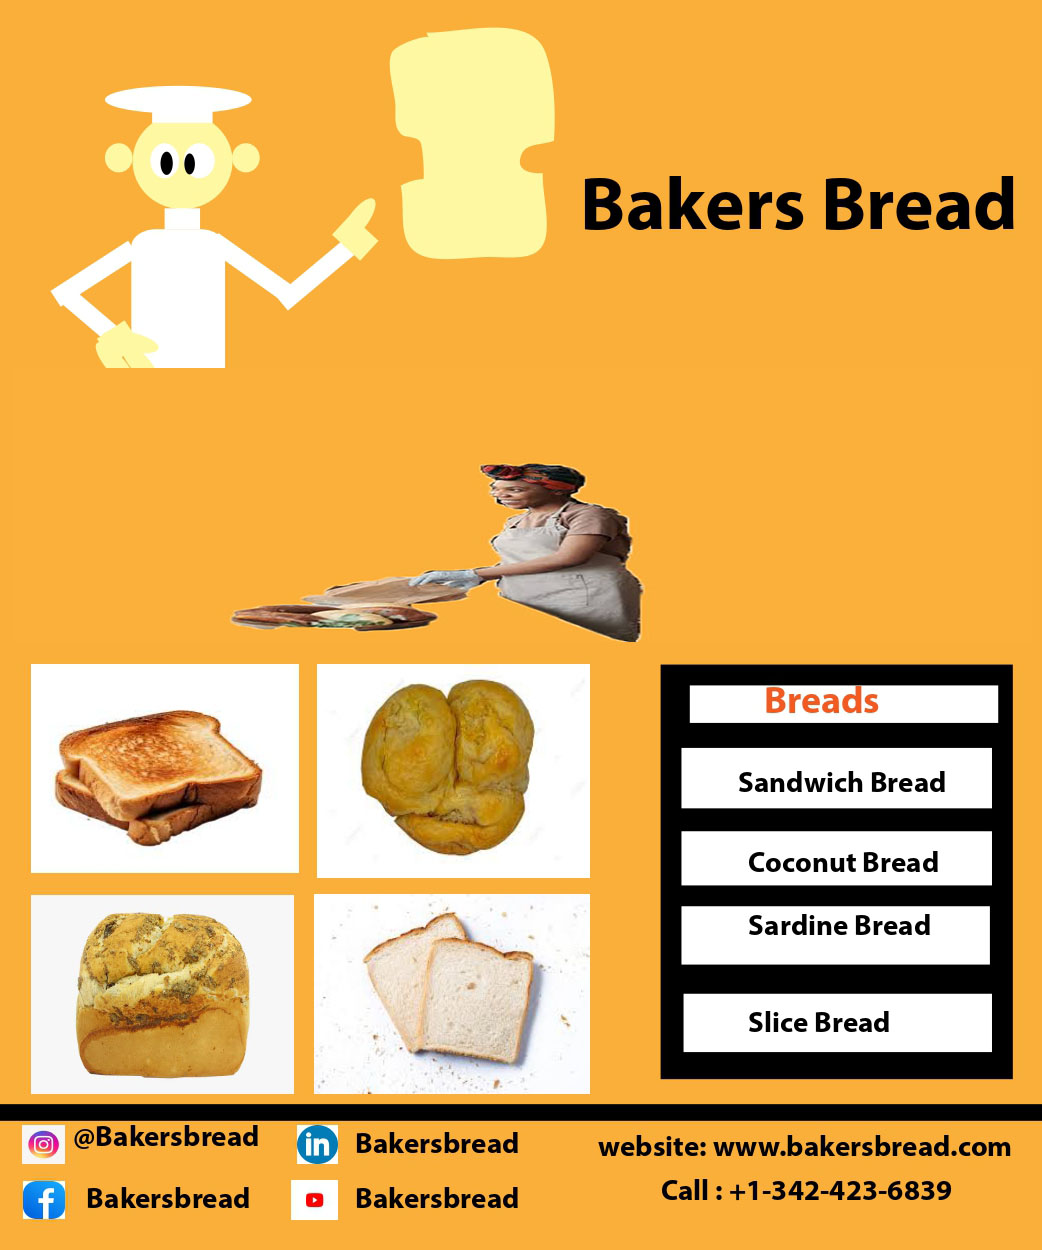 Bakers Bread
Breads
Sandwich Bread
Coconut Bread
Sardine Bread
Slice Bread
@Bakersbread
Bakersbread
website: www.bakersbread.com
Bakersbread
Bakersbread
Call : +1-342-423-6839